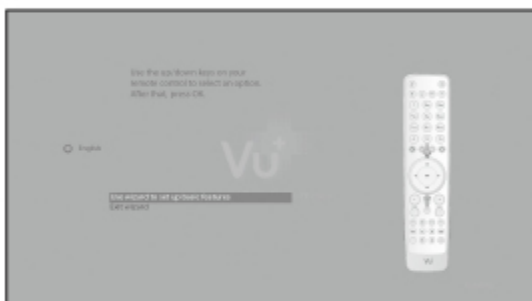 Use the up/down keys on your
remote control to select an option.
After that, press OK.
English
Vu+
Use wizard to set up basic features
Exit wizard
VU